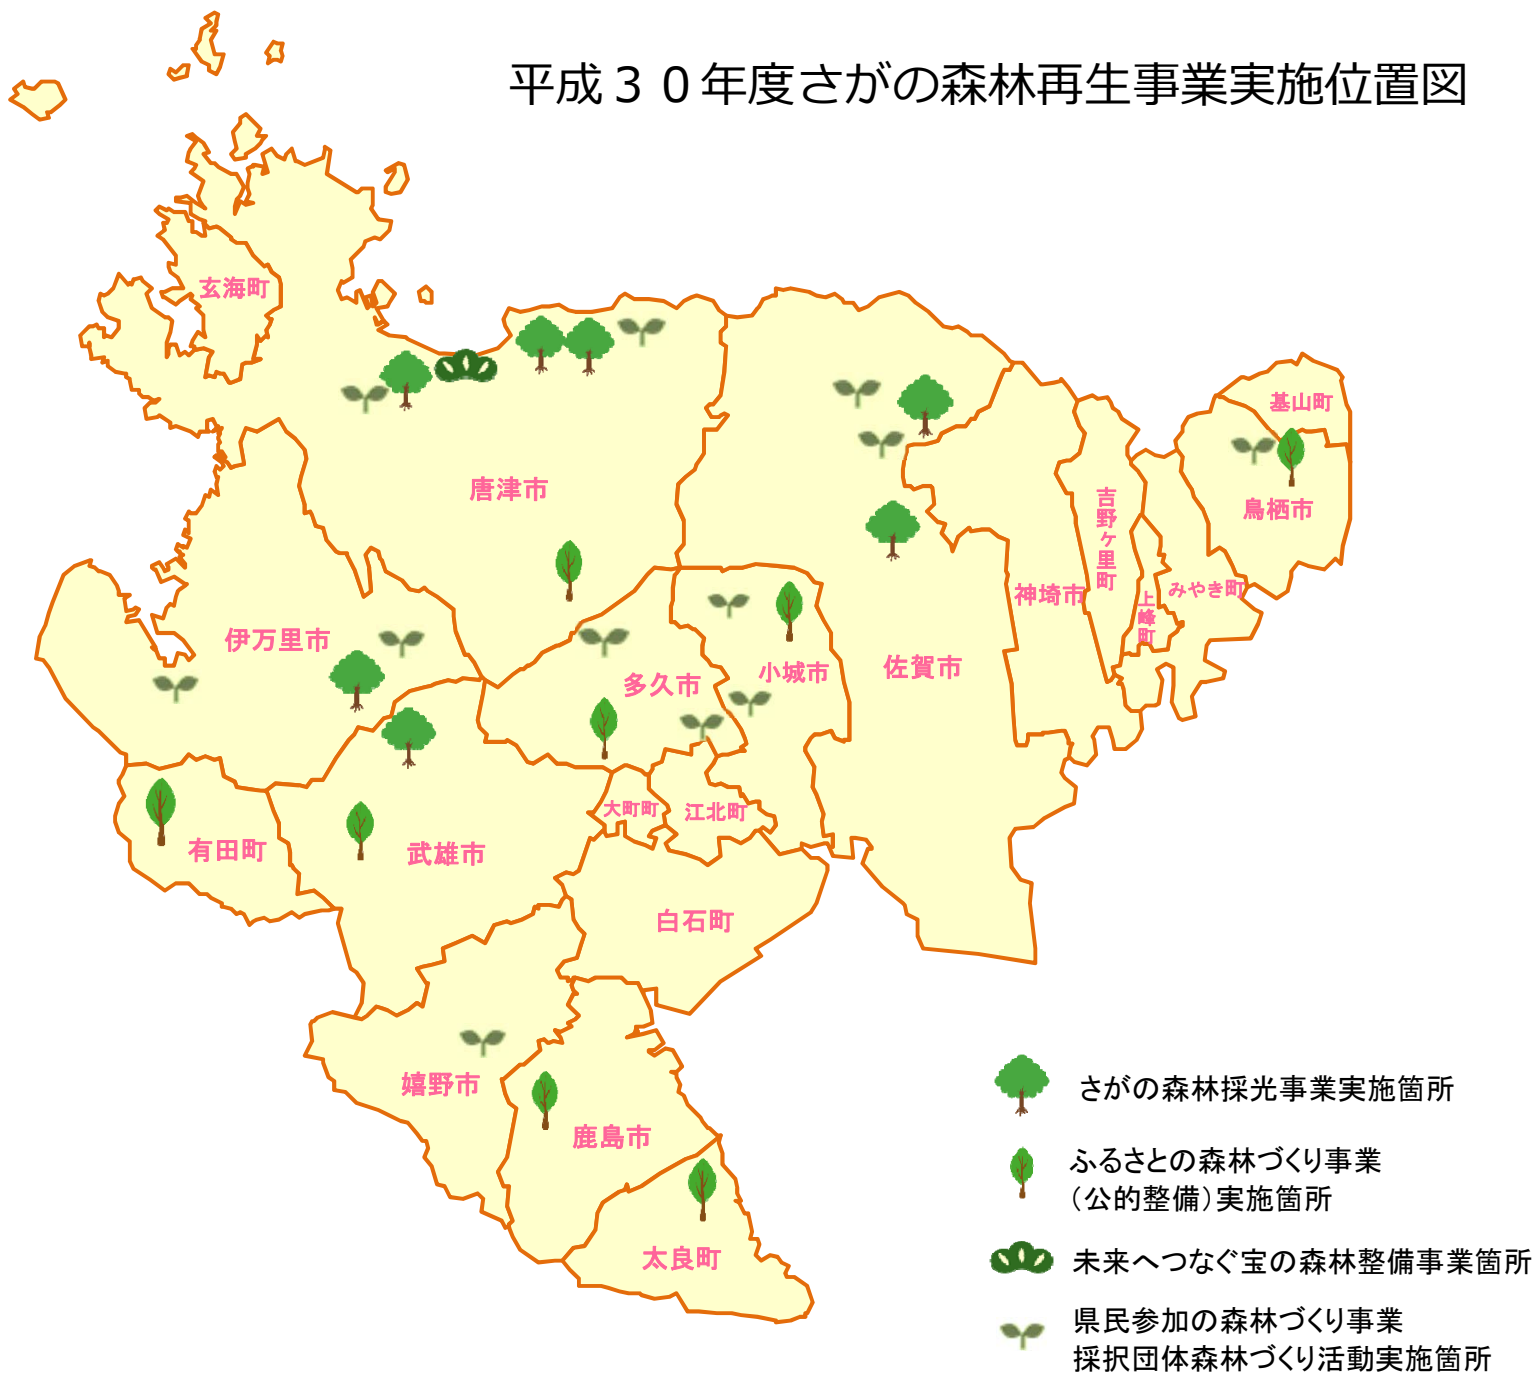 平成３０年度さがの森林再生事業実施位置図
玄海町
基山町
唐津市
吉野ヶ里町
鳥栖市
神埼市
上峰町
みやき町
伊万里市
多久市
小城市
佐賀市
大町町
江北町
有田町
武雄市
白石町
嬉野市
鹿島市
太良町
さがの森林採光事業実施箇所
ふるさとの森林づくり事業
（公的整備）実施箇所
未来へつなぐ宝の森林整備事業箇所
県民参加の森林づくり事業
採択団体森林づくり活動実施箇所